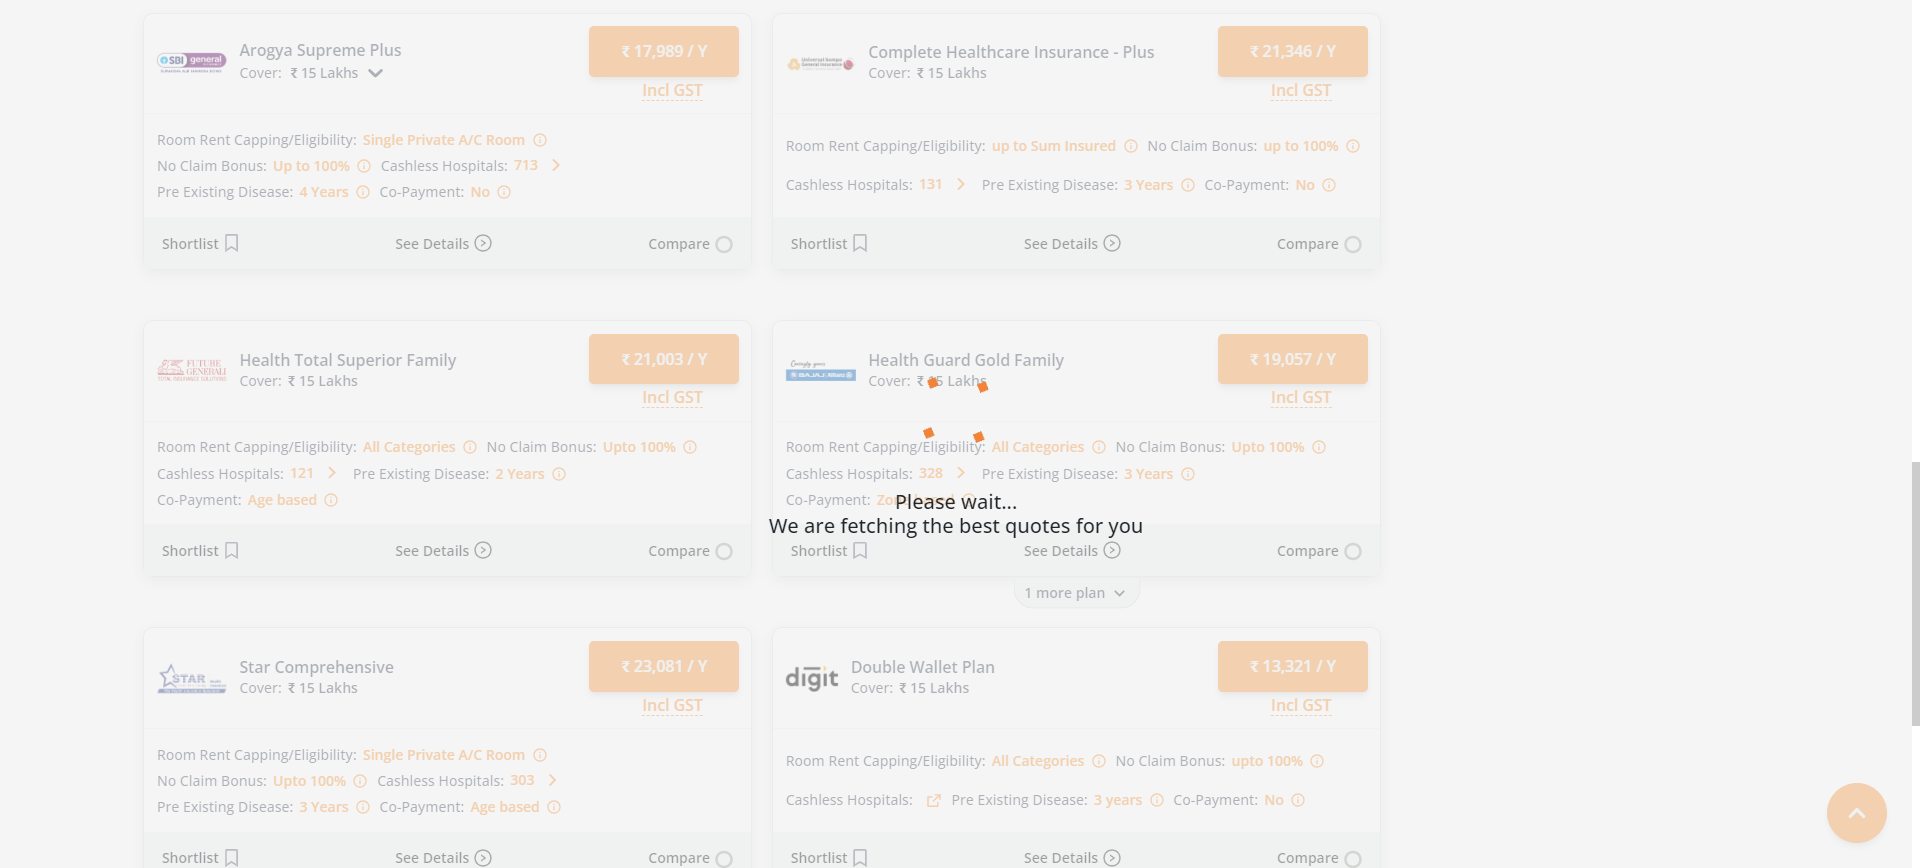 Arogya Supreme Plus
Cover: ₹ 15 Lakhs
₹ 17,989 / Y
Incl GST
SBI general
Room Rent Capping/Eligibility: Single Private A/C Room
No Claim Bonus: Up to 100% Cashless Hospitals: 713
Pre Existing Disease: 4 Years Co-Payment: No
Shortlist See Details Compare
Complete Healthcare Insurance - Plus
Cover: ₹ 15 Lakhs
₹ 21,346 / Y
Incl GST
Universal Sompo
General Insurance
Room Rent Capping/Eligibility: up to Sum Insured No Claim Bonus: up to 100%
Cashless Hospitals: 131 Pre Existing Disease: 3 Years Co-Payment: No
Shortlist See Details Compare
Health Total Superior Family
Cover: ₹ 15 Lakhs
₹ 21,003 / Y
Incl GST
FUTURE
GENERALI
TOTAL INSURANCE SOLUTIONS
Room Rent Capping/Eligibility: All Categories No Claim Bonus: Upto 100%
Cashless Hospitals: 121 Pre Existing Disease: 2 Years
Co-Payment: Age based
Shortlist See Details Compare
Health Guard Gold Family
Cover: ₹ 15 Lakhs
₹ 19,057 / Y
Incl GST
Caringly yours
BAJAJ Allianz
Room Rent Capping/Eligibility: All Categories No Claim Bonus: Upto 100%
Cashless Hospitals: 328 Pre Existing Disease: 3 Years
Co-Payment:
Please wait...
We are fetching the best quotes for you
Shortlist See Details Compare
1 more plan
Star Comprehensive
Cover: ₹ 15 Lakhs
₹ 23,081 / Y
Incl GST
STAR
Room Rent Capping/Eligibility: Single Private A/C Room
No Claim Bonus: Upto 100% Cashless Hospitals: 303
Pre Existing Disease: 3 Years Co-Payment: Age based
Shortlist See Details Compare
digit
Double Wallet Plan
Cover: ₹ 15 Lakhs
₹ 13,321 / Y
Incl GST
Room Rent Capping/Eligibility: All Categories No Claim Bonus: upto 100%
Cashless Hospitals: Pre Existing Disease: 3 years Co-Payment: No
Shortlist See Details Compare